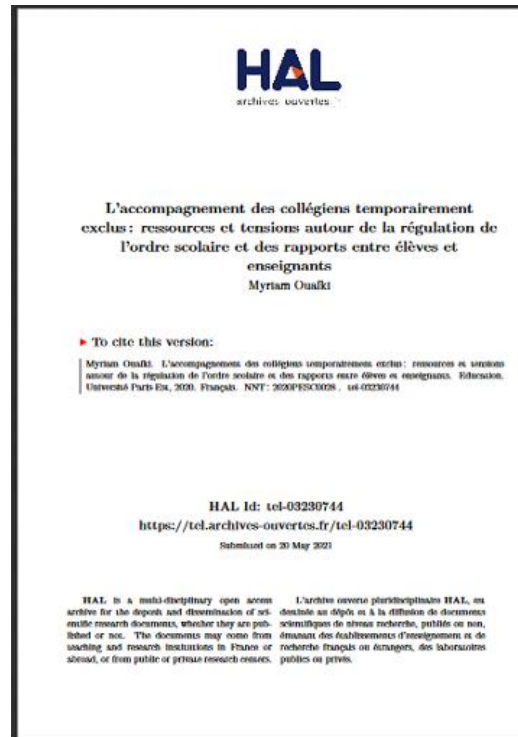 HAL
archives-ouvertes
L'accompagnement des collégiens temporairement
exclus : ressources et tensions autour de la régulation de
l'ordre scolaire et des rapports entre élèves et
enseignants
Myriam Ouafki
► To cite this version:
Myriam Ouafki. L'accompagnement des collégiens temporairement exclus : ressources et tensions
autour de la régulation de l'ordre scolaire et des rapports entre élèves et enseignants. Education.
Université Paris-Est, 2020. Français. NNT : 2020PESC0028 . tel-03230744
HAL Id: tel-03230744
https://tel.archives-ouvertes.fr/tel-03230744
Submitted on 20 May 2021
HAL is a multi-disciplinary open access
archive for the deposit and dissemination of sci-
entific research documents, whether they are pub-
lished or not. The documents may come from
teaching and research institutions in France or
abroad, or from public or private research centers.
L'archive ouverte pluridisciplinaire HAL, est
destinée au dépôt et à la diffusion de documents
scientifiques de niveau recherche, publiés ou non,
émanant des établissements d'enseignement et de
recherche français ou étrangers, des laboratoires
publics ou privés.